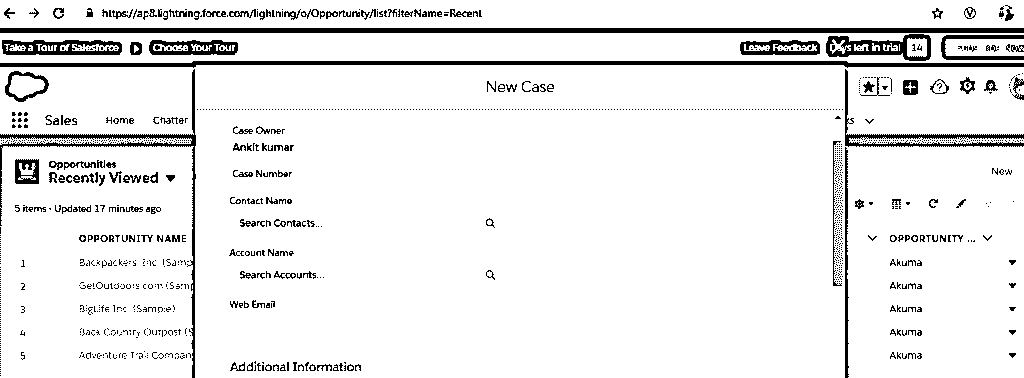 https://ap8.lightning.force.com/lightning/o/Opportunity/list?filterName=Recent
Take a Tour of Salesforce Choose Your Tour Leave Feedback Days left in trial 14
New Case
Sales Home Chatter
Case Owner
Ankit kumar
Opportunities
Recently Viewed
New
Case Number
Contact Name
5 items • Updated 17 minutes ago
Search Contacts...
OPPORTUNITY NAME OPPORTUNITY ...
Account Name
1 Backpackers Inc (Samp Akuma
Search Accounts...
2 GetOutdoors.com (Sam Akuma
Web Email
3 BigLife Inc. (Sample) Akuma
4 Back Country Outpost (S Akuma
5 Adventure Trail Compan Akuma
Additional Information